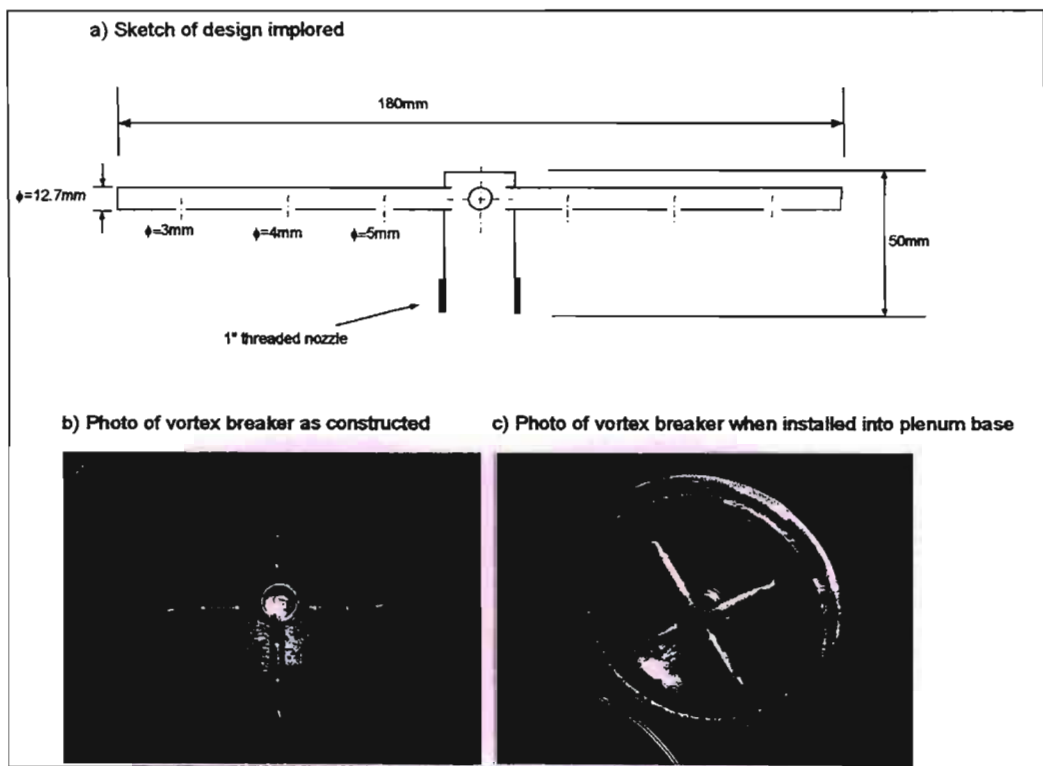 a) Sketch of design implored
180mm
ϕ=12.7mm
ϕ=3mm
ϕ=4mm
ϕ=5mm
50mm
1" threaded nozzle
b) Photo of vortex breaker as constructed
c) Photo of vortex breaker when installed into plenum base